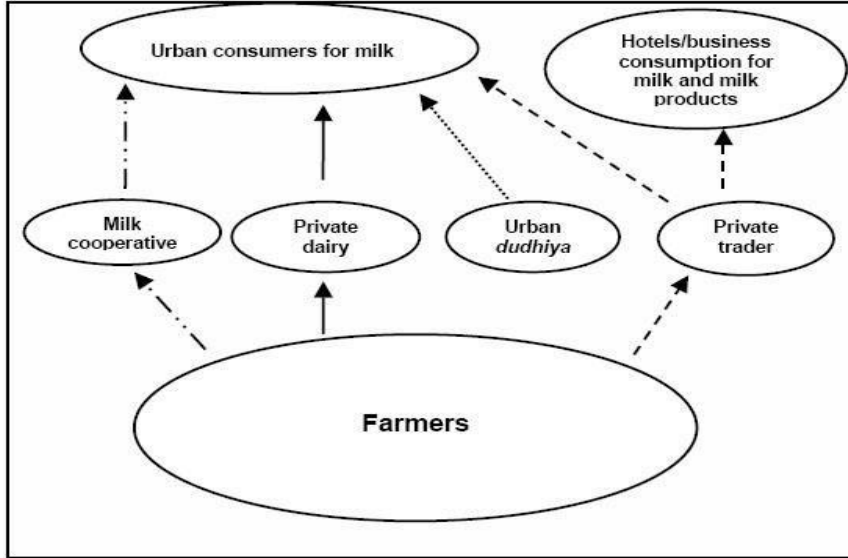 Urban consumers for milk
Hotels/business
consumption for
milk and milk
products
Milk
cooperative
Private
dairy
Urban
dudhiya
Private
trader
Farmers